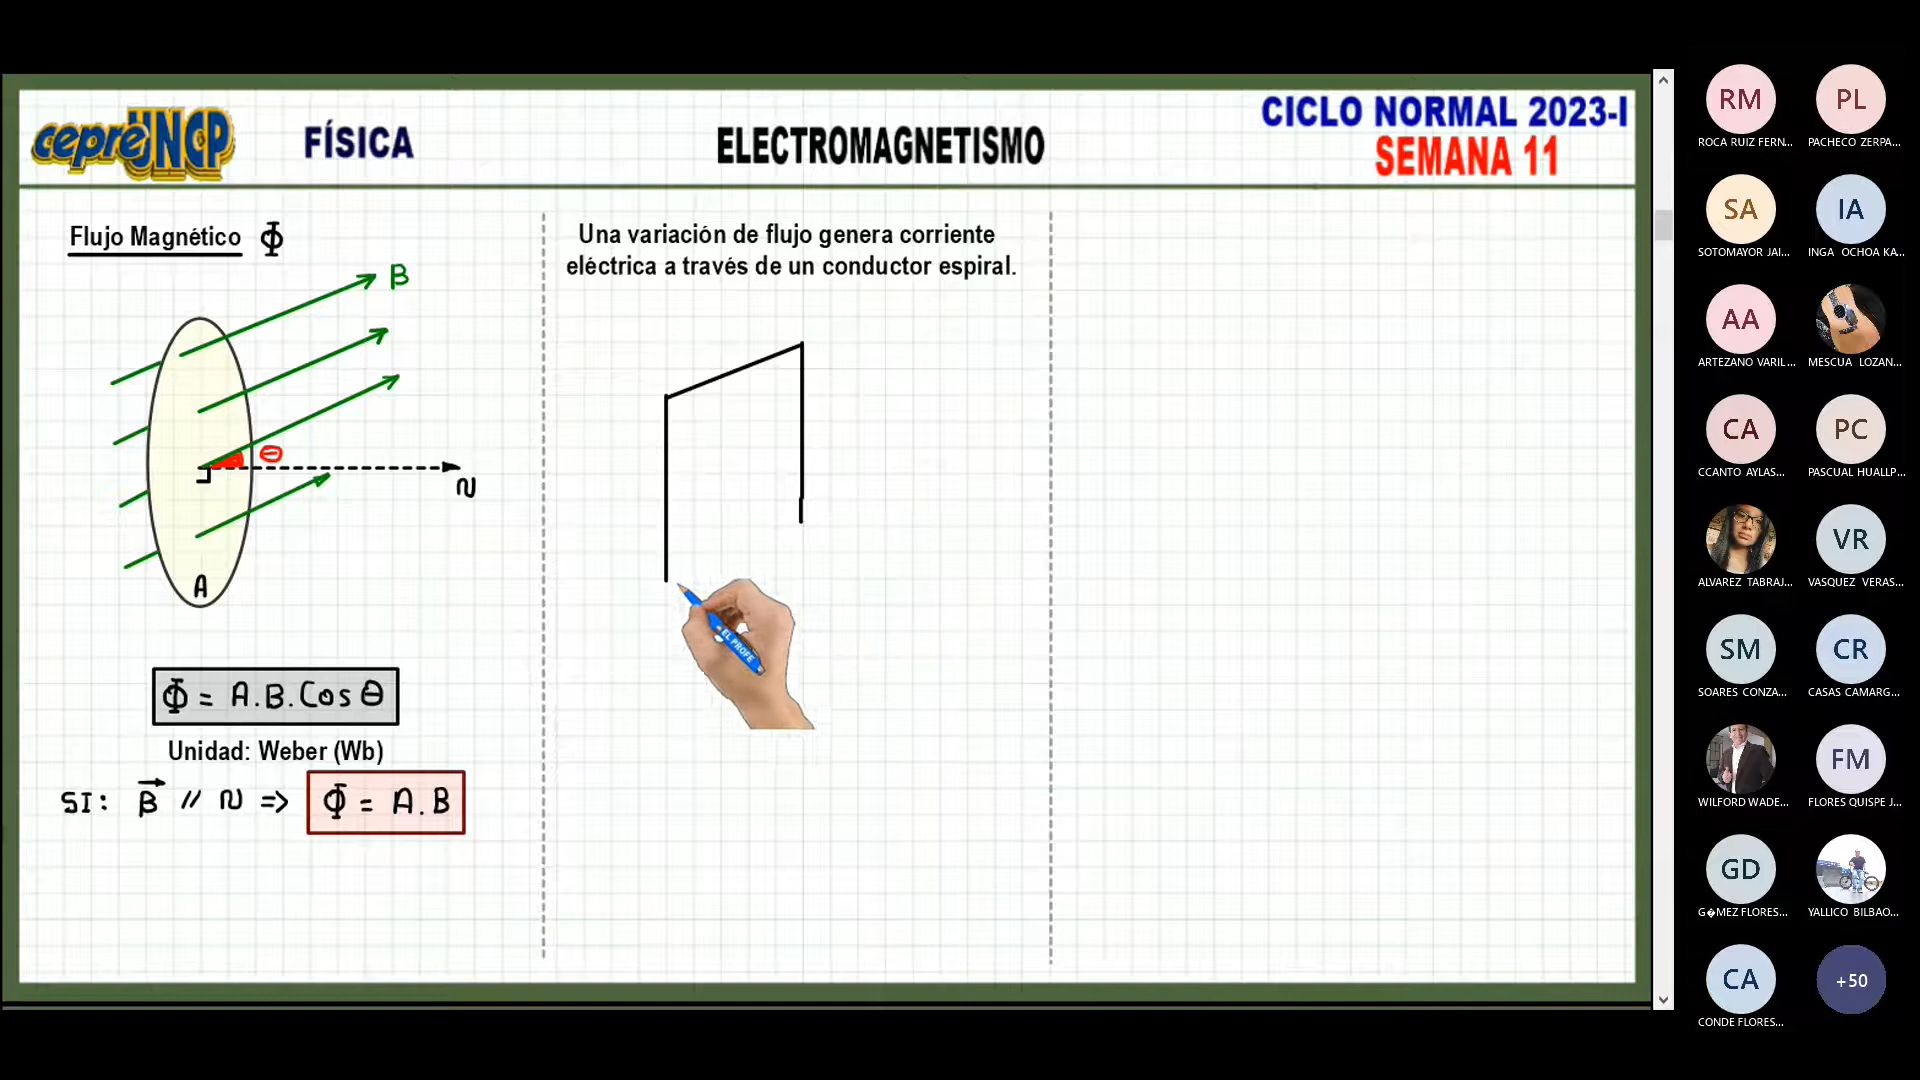 cepreUNCP
FÍSICA
ELECTROMAGNETISMO
CICLO NORMAL 2023-I
SEMANA 11
Flujo Magnético Φ
B
θ
N
A
Φ = A.B.Cos θ
Unidad: Weber (Wb)
SI: B // N => Φ = A.B
Una variación de flujo genera corriente
eléctrica a través de un conductor espiral.
EL PROFE
RM
ROCA RUIZ FERN...
PL
PACHECO ZERPA...
SA
SOTOMAYOR JAI...
IA
INGA OCHOA KA...
AA
ARTEZANO VARIL...
MESCUA LOZAN...
CA
CCANTO AYLAS...
PC
PASCUAL HUALLP...
ALVAREZ TABRAJ...
VR
VASQUEZ VERAS...
SM
SOARES CONZA...
CR
CASAS CAMARG...
WILFORD WADE...
FM
FLORES QUISPE J...
GD
G�MEZ FLORES...
YALLICO BILBAO...
CA
CONDE FLORES...
+50